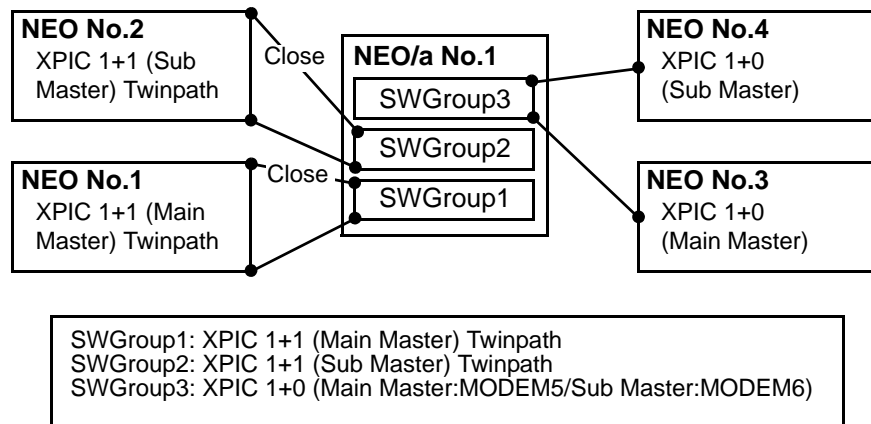 NEO No.2
XPIC 1+1 (Sub
Master) Twinpath
Close
NEO/a No.1
SWGroup3
SWGroup2
SWGroup1
NEO No.4
XPIC 1+0
(Sub Master)
NEO No.1
XPIC 1+1 (Main
Master) Twinpath
Close
NEO No.3
XPIC 1+0
(Main Master)
SWGroup1: XPIC 1+1 (Main Master) Twinpath
SWGroup2: XPIC 1+1 (Sub Master) Twinpath
SWGroup3: XPIC 1+0 (Main Master:MODEM5/Sub Master:MODEM6)